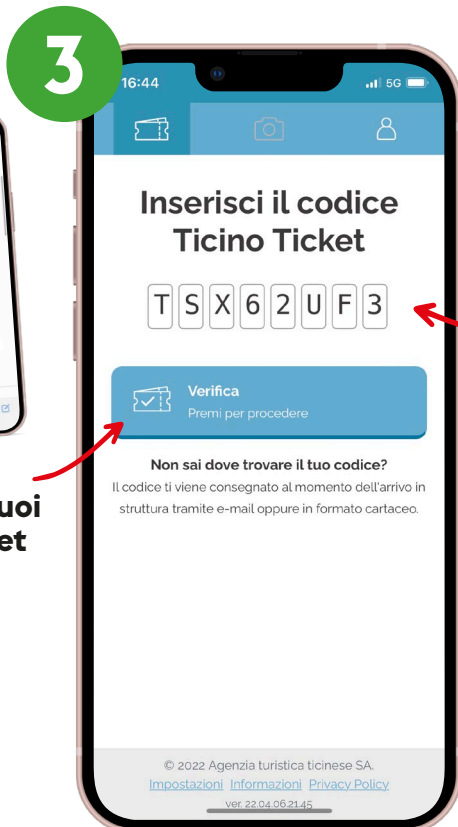 3
16:44
5G
Inserisci il codice
Ticino Ticket
TSX62UF3
Verifica
Premi per procedere
Non sai dove trovare il tuo codice?
Il codice ti viene consegnato al momento dell'arrivo in
struttura tramite e-mail oppure in formato cartaceo.
uoi
et
© 2022 Agenzia turistica ticinese SA.
Impostazioni Informazioni Privacy Policy
ver. 22.04.06.21.45